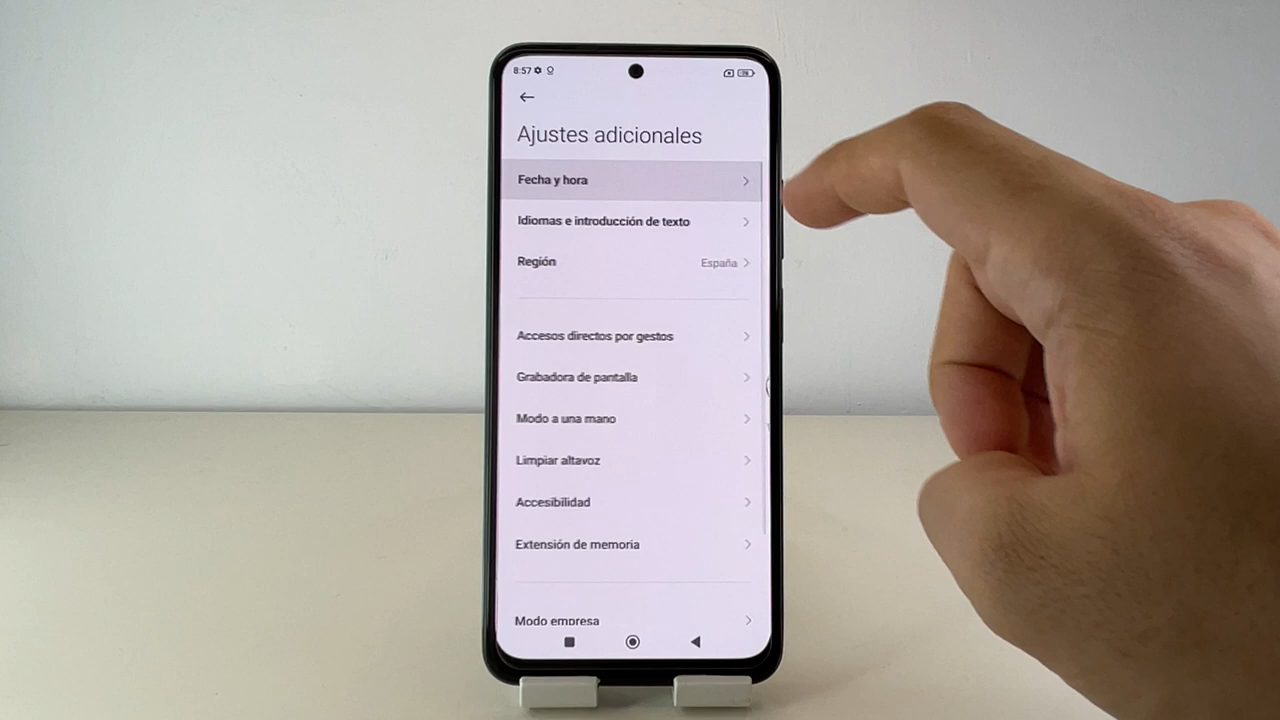 8:57
Ajustes adicionales
Fecha y hora
Idiomas e introducción de texto
Región España
Accesos directos por gestos
Grabadora de pantalla
Modo a una mano
Limpiar altavoz
Accesibilidad
Extensión de memoria
Modo empresa